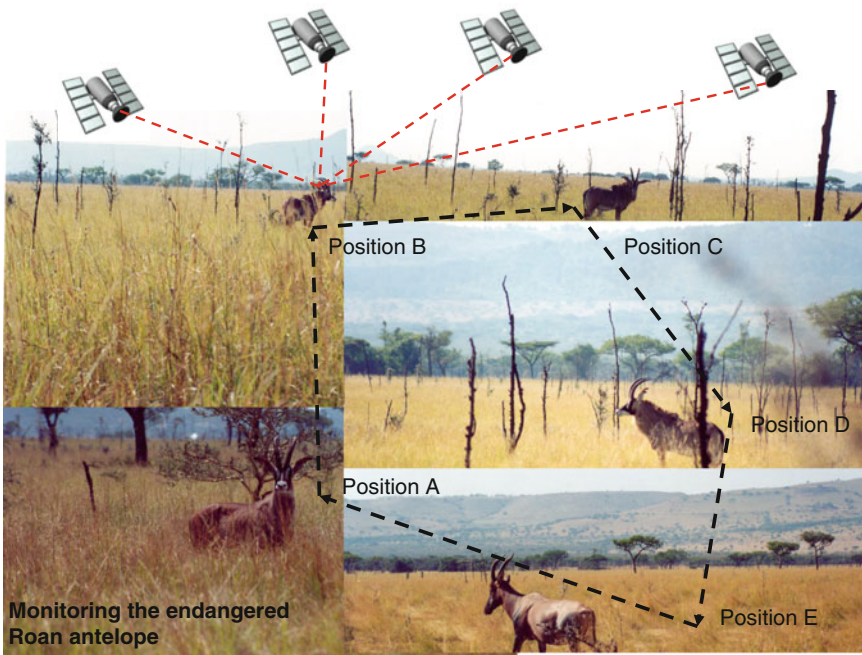 Position B
Position C
Position D
Position A
Position E
Monitoring the endangered
Roan antelope